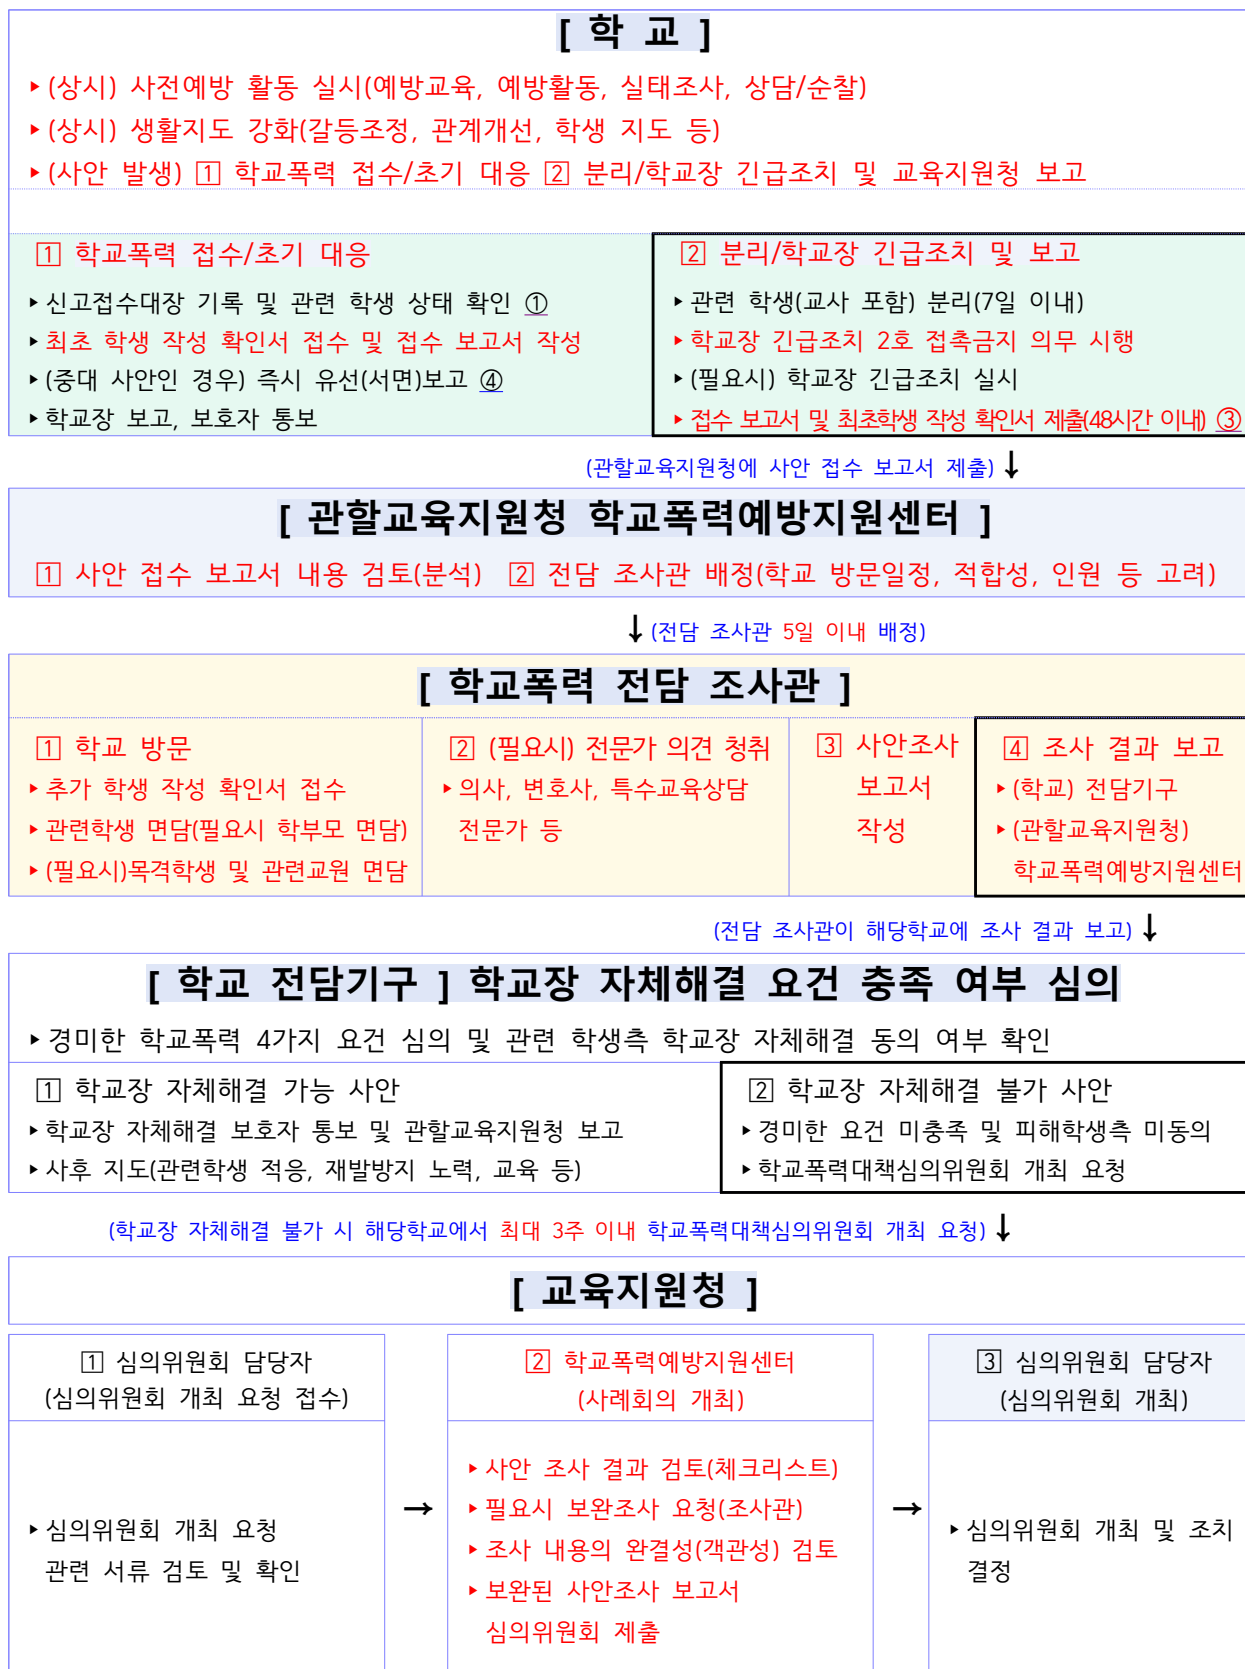 [ 학 교 ]
▸(상시) 사전예방 활동 실시(예방교육, 예방활동, 실태조사, 상담/순찰)
▸(상시) 생활지도 강화(갈등조정, 관계개선, 학생 지도 등)
▸(사안 발생) 1 학교폭력 접수/초기 대응 2 분리/학교장 긴급조치 및 교육지원청 보고
1 학교폭력 접수/초기 대응
▸신고접수대장 기록 및 관련 학생 상태 확인 ①
▸최초 학생 작성 확인서 접수 및 접수 보고서 작성
▸(중대 사안인 경우) 즉시 유선(서면)보고 ④
▸학교장 보고, 보호자 통보
2 분리/학교장 긴급조치 및 보고
▸관련 학생(교사 포함) 분리(7일 이내)
▸학교장 긴급조치 2호 접촉금지 의무 시행
▸(필요시) 학교장 긴급조치 실시
▸접수 보고서 및 최초학생 작성 확인서 제출(48시간 이내) ③
(관할교육지원청에 사안 접수 보고서 제출)↓
[ 관할교육지원청 학교폭력예방지원센터 ]
1 사안 접수 보고서 내용 검토(분석) 2 전담 조사관 배정(학교 방문일정, 적합성, 인원 등 고려)
↓(전담 조사관 5일 이내 배정)
[ 학교폭력 전담 조사관 ]
1 학교 방문
▸추가 학생 작성 확인서 접수
▸관련학생 면담(필요시 학부모 면담)
▸(필요시)목격학생 및 관련교원 면담
2 (필요시) 전문가 의견 청취
▸의사, 변호사, 특수교육상담
전문가 등
3 사안조사
보고서
작성
4 조사 결과 보고
▸(학교) 전담기구
▸(관할교육지원청)
학교폭력예방지원센터
(전담 조사관이 해당학교에 조사 결과 보고)↓
[ 학교 전담기구 ] 학교장 자체해결 요건 충족 여부 심의
▸경미한 학교폭력 4가지 요건 심의 및 관련 학생측 학교장 자체해결 동의 여부 확인
1 학교장 자체해결 가능 사안
▸학교장 자체해결 보호자 통보 및 관할교육지원청 보고
▸사후 지도(관련학생 적응, 재발방지 노력, 교육 등)
2 학교장 자체해결 불가 사안
▸경미한 요건 미충족 및 피해학생측 미동의
▸학교폭력대책심의위원회 개최 요청
(학교장 자체해결 불가 시 해당학교에서 최대 3주 이내 학교폭력대책심의위원회 개최 요청)↓
[ 교육지원청 ]
1 심의위원회 담당자
(심의위원회 개최 요청 접수)
▸심의위원회 개최 요청
관련 서류 검토 및 확인
→
2 학교폭력예방지원센터
(사례회의 개최)
▸사안 조사 결과 검토(체크리스트)
▸필요시 보완조사 요청(조사관)
▸조사 내용의 완결성(객관성) 검토
▸보완된 사안조사 보고서
심의위원회 제출
→
3 심의위원회 담당자
(심의위원회 개최)
▸심의위원회 개최 및 조치
결정